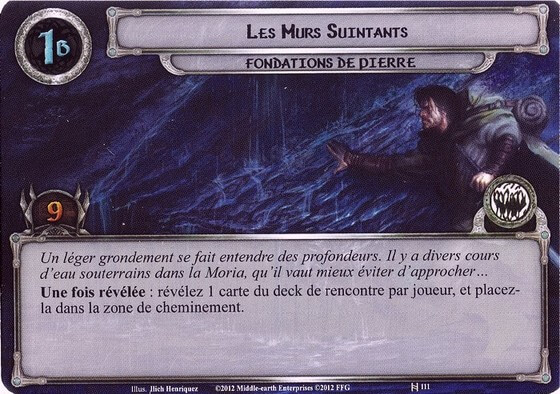 1B
LES MURS SUINTANTS
FONDATIONS DE PIERRE
9
Un léger grondement se fait entendre des profondeurs. Il y a divers cours
d'eau souterrains dans la Moria, qu'il vaut mieux éviter d'approcher…
Une fois révélée : révélez 1 carte du deck de rencontre par joueur, et placez-
la dans la zone de cheminement.
Illus. Jlich Henriquez ©2012 Middle-earth Enterprises ©2012 FFG 111